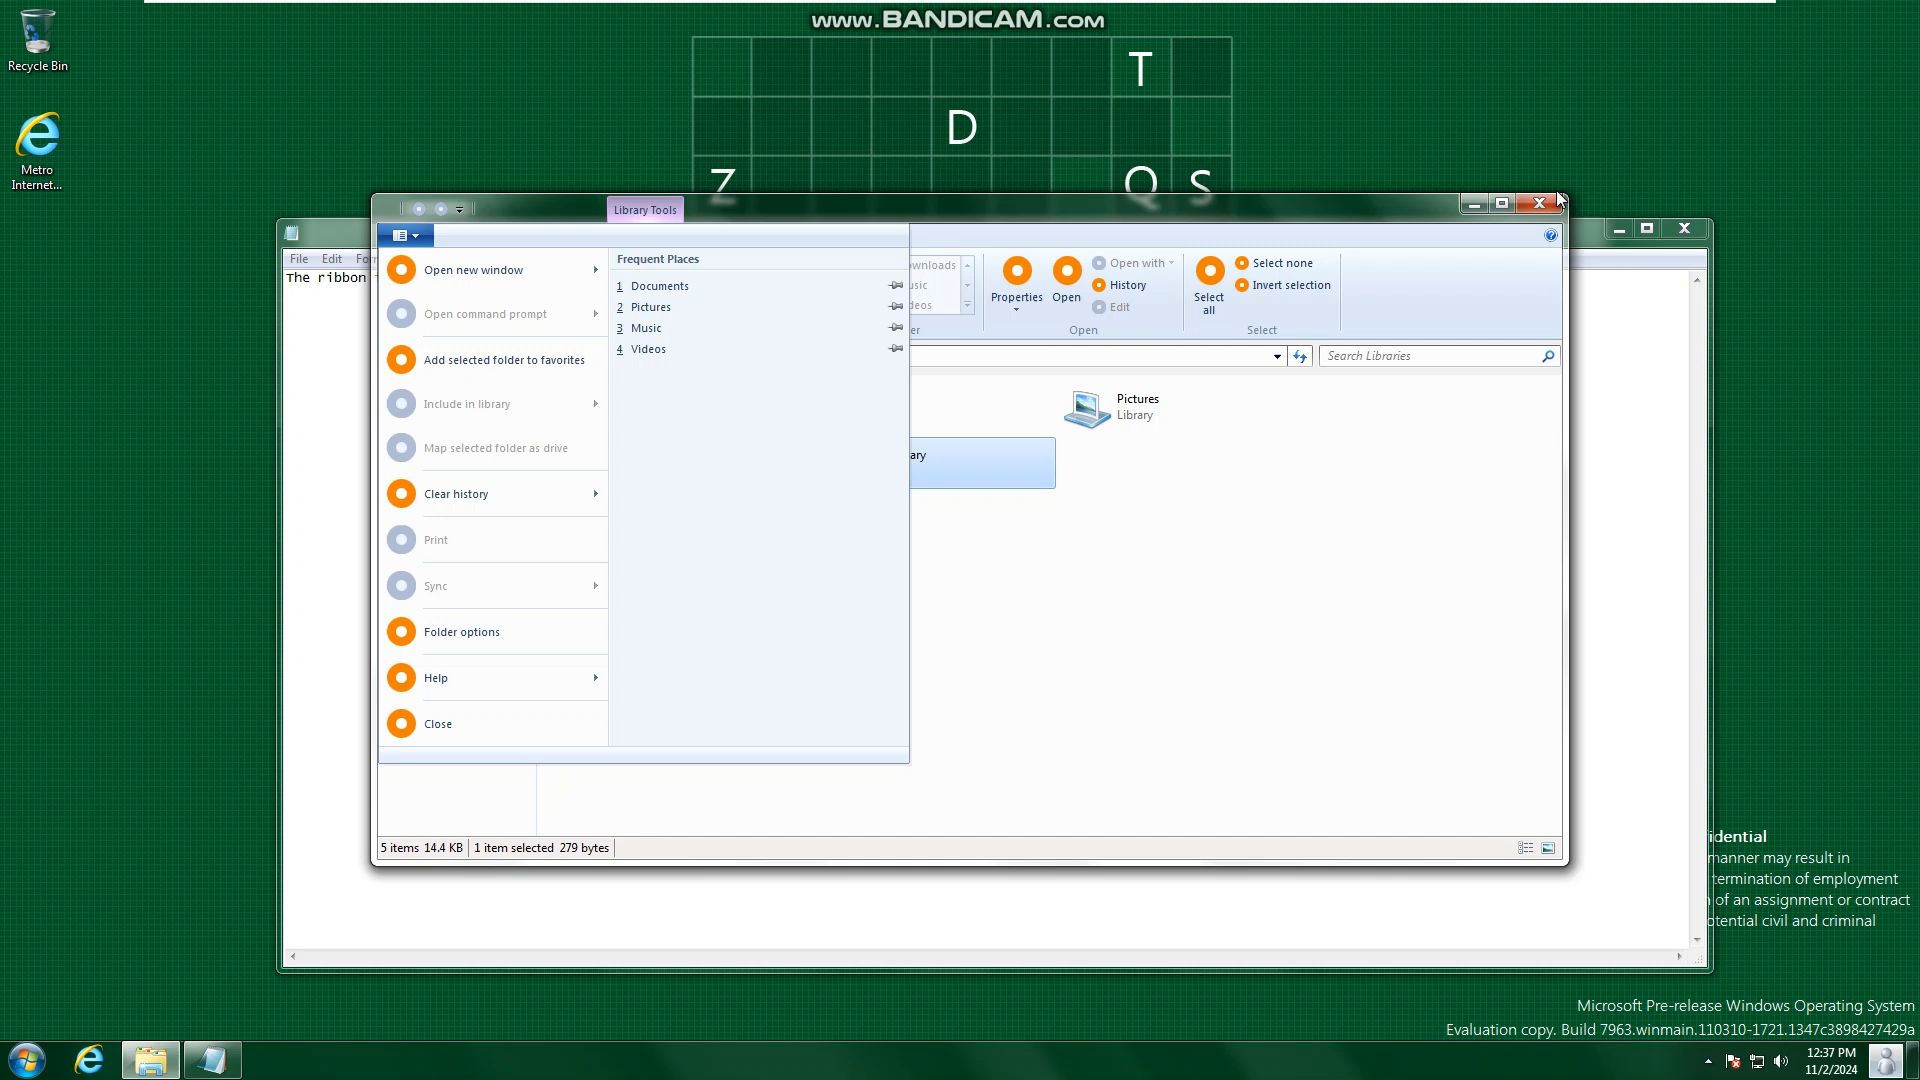 www.BANDICAM.com
Recycle Bin
Metro
Internet...
T
D
Z Q S
Library Tools
File Edit
The ribbon
Open new window
Open command prompt
Add selected folder to favorites
Include in library
Map selected folder as drive
Clear history
Print
Sync
Folder options
Help
Close
Frequent Places
1 Documents
2 Pictures
3 Music
4 Videos
Properties
Open
Open with
History
Edit
Open
Select
all
Select none
Invert selection
Select
Search Libraries
Pictures
Library
5 items 14.4 KB 1 item selected 279 bytes
manner may result in
termination of employment
of an assignment or contract
civil and criminal
Microsoft Pre-release Windows Operating System
Evaluation copy. Build 7963.winmain.110310-1721.1347c3898427429a
12:37 PM
11/2/2024